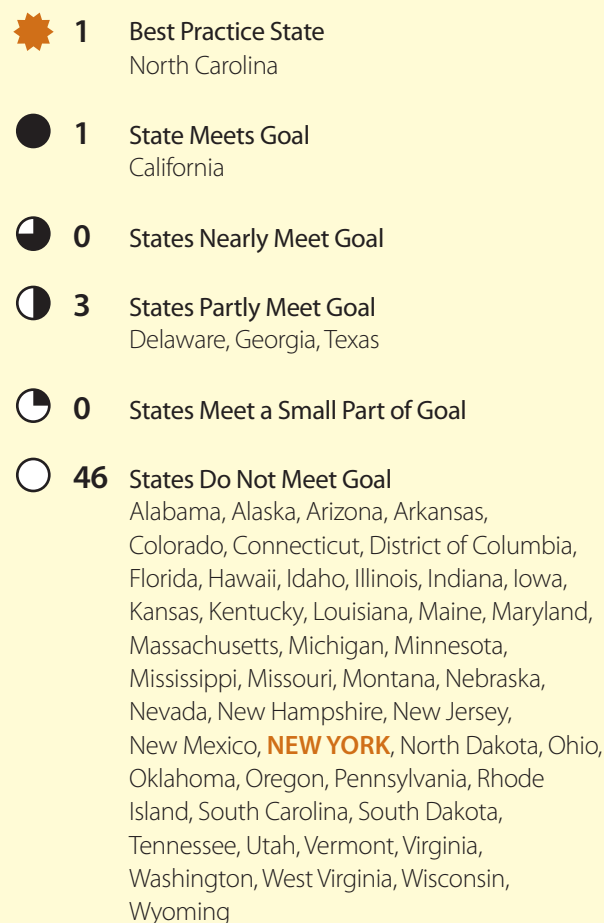 1 Best Practice State
North Carolina
1 State Meets Goal
California
0 States Nearly Meet Goal
3 States Partly Meet Goal
Delaware, Georgia, Texas
0 States Meet a Small Part of Goal
46 States Do Not Meet Goal
Alabama, Alaska, Arizona, Arkansas,
Colorado, Connecticut, District of Columbia,
Florida, Hawaii, Idaho, Illinois, Indiana, Iowa,
Kansas, Kentucky, Louisiana, Maine, Maryland,
Massachusetts, Michigan, Minnesota,
Mississippi, Missouri, Montana, Nebraska,
Nevada, New Hampshire, New Jersey,
New Mexico, NEW YORK, North Dakota, Ohio,
Oklahoma, Oregon, Pennsylvania, Rhode
Island, South Carolina, South Dakota,
Tennessee, Utah, Vermont, Virginia,
Washington, West Virginia, Wisconsin,
Wyoming